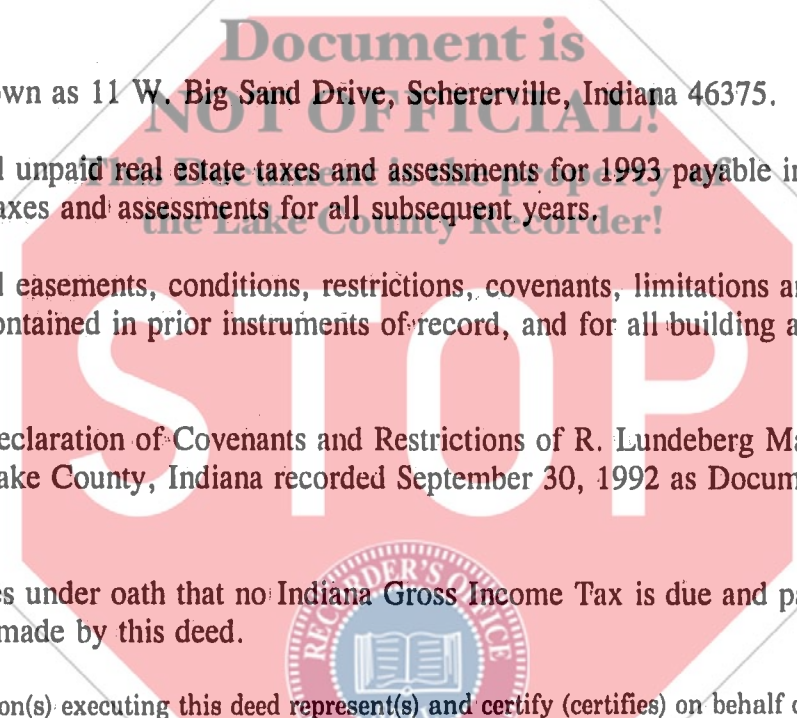 Document is
own as 11 W. Big Sand Drive, Schererville, Indiana 46375.
NOT OFFICIAL!
unpaid real estate taxes and assessments for 1993 payable in
This Document is the property of
axes and assessments for all subsequent years.
the Lake County Recorder!
easements, conditions, restrictions, covenants, limitations
ontained in prior instruments of record, and for all building
STOP
eclaration of Covenants and Restrictions of R. Lundeberg
ake County, Indiana recorded September 30, 1992 as
es under oath that no Indiana Gross Income Tax is due and
made by this deed.
RECORDER'S OFFICE
on(s) executing this deed represent(s) and certify (certifies) on behalf